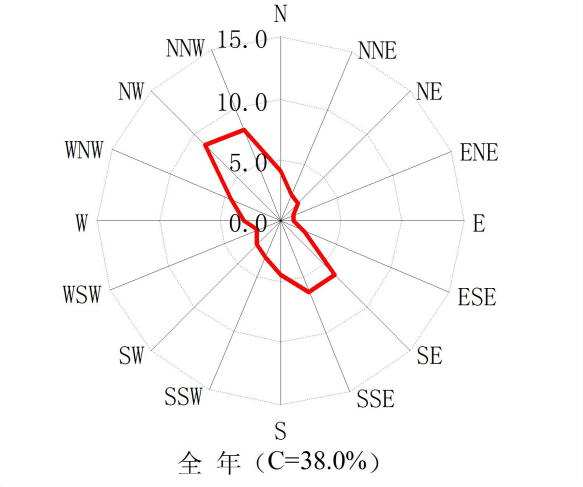 N
15.0
NNW
NNE
NW
NE
10.0
WNW
5.0
ENE
W
0.0
E
WSW
ESE
SW
SE
SSW
SSE
S
全 年（C=38.0%）